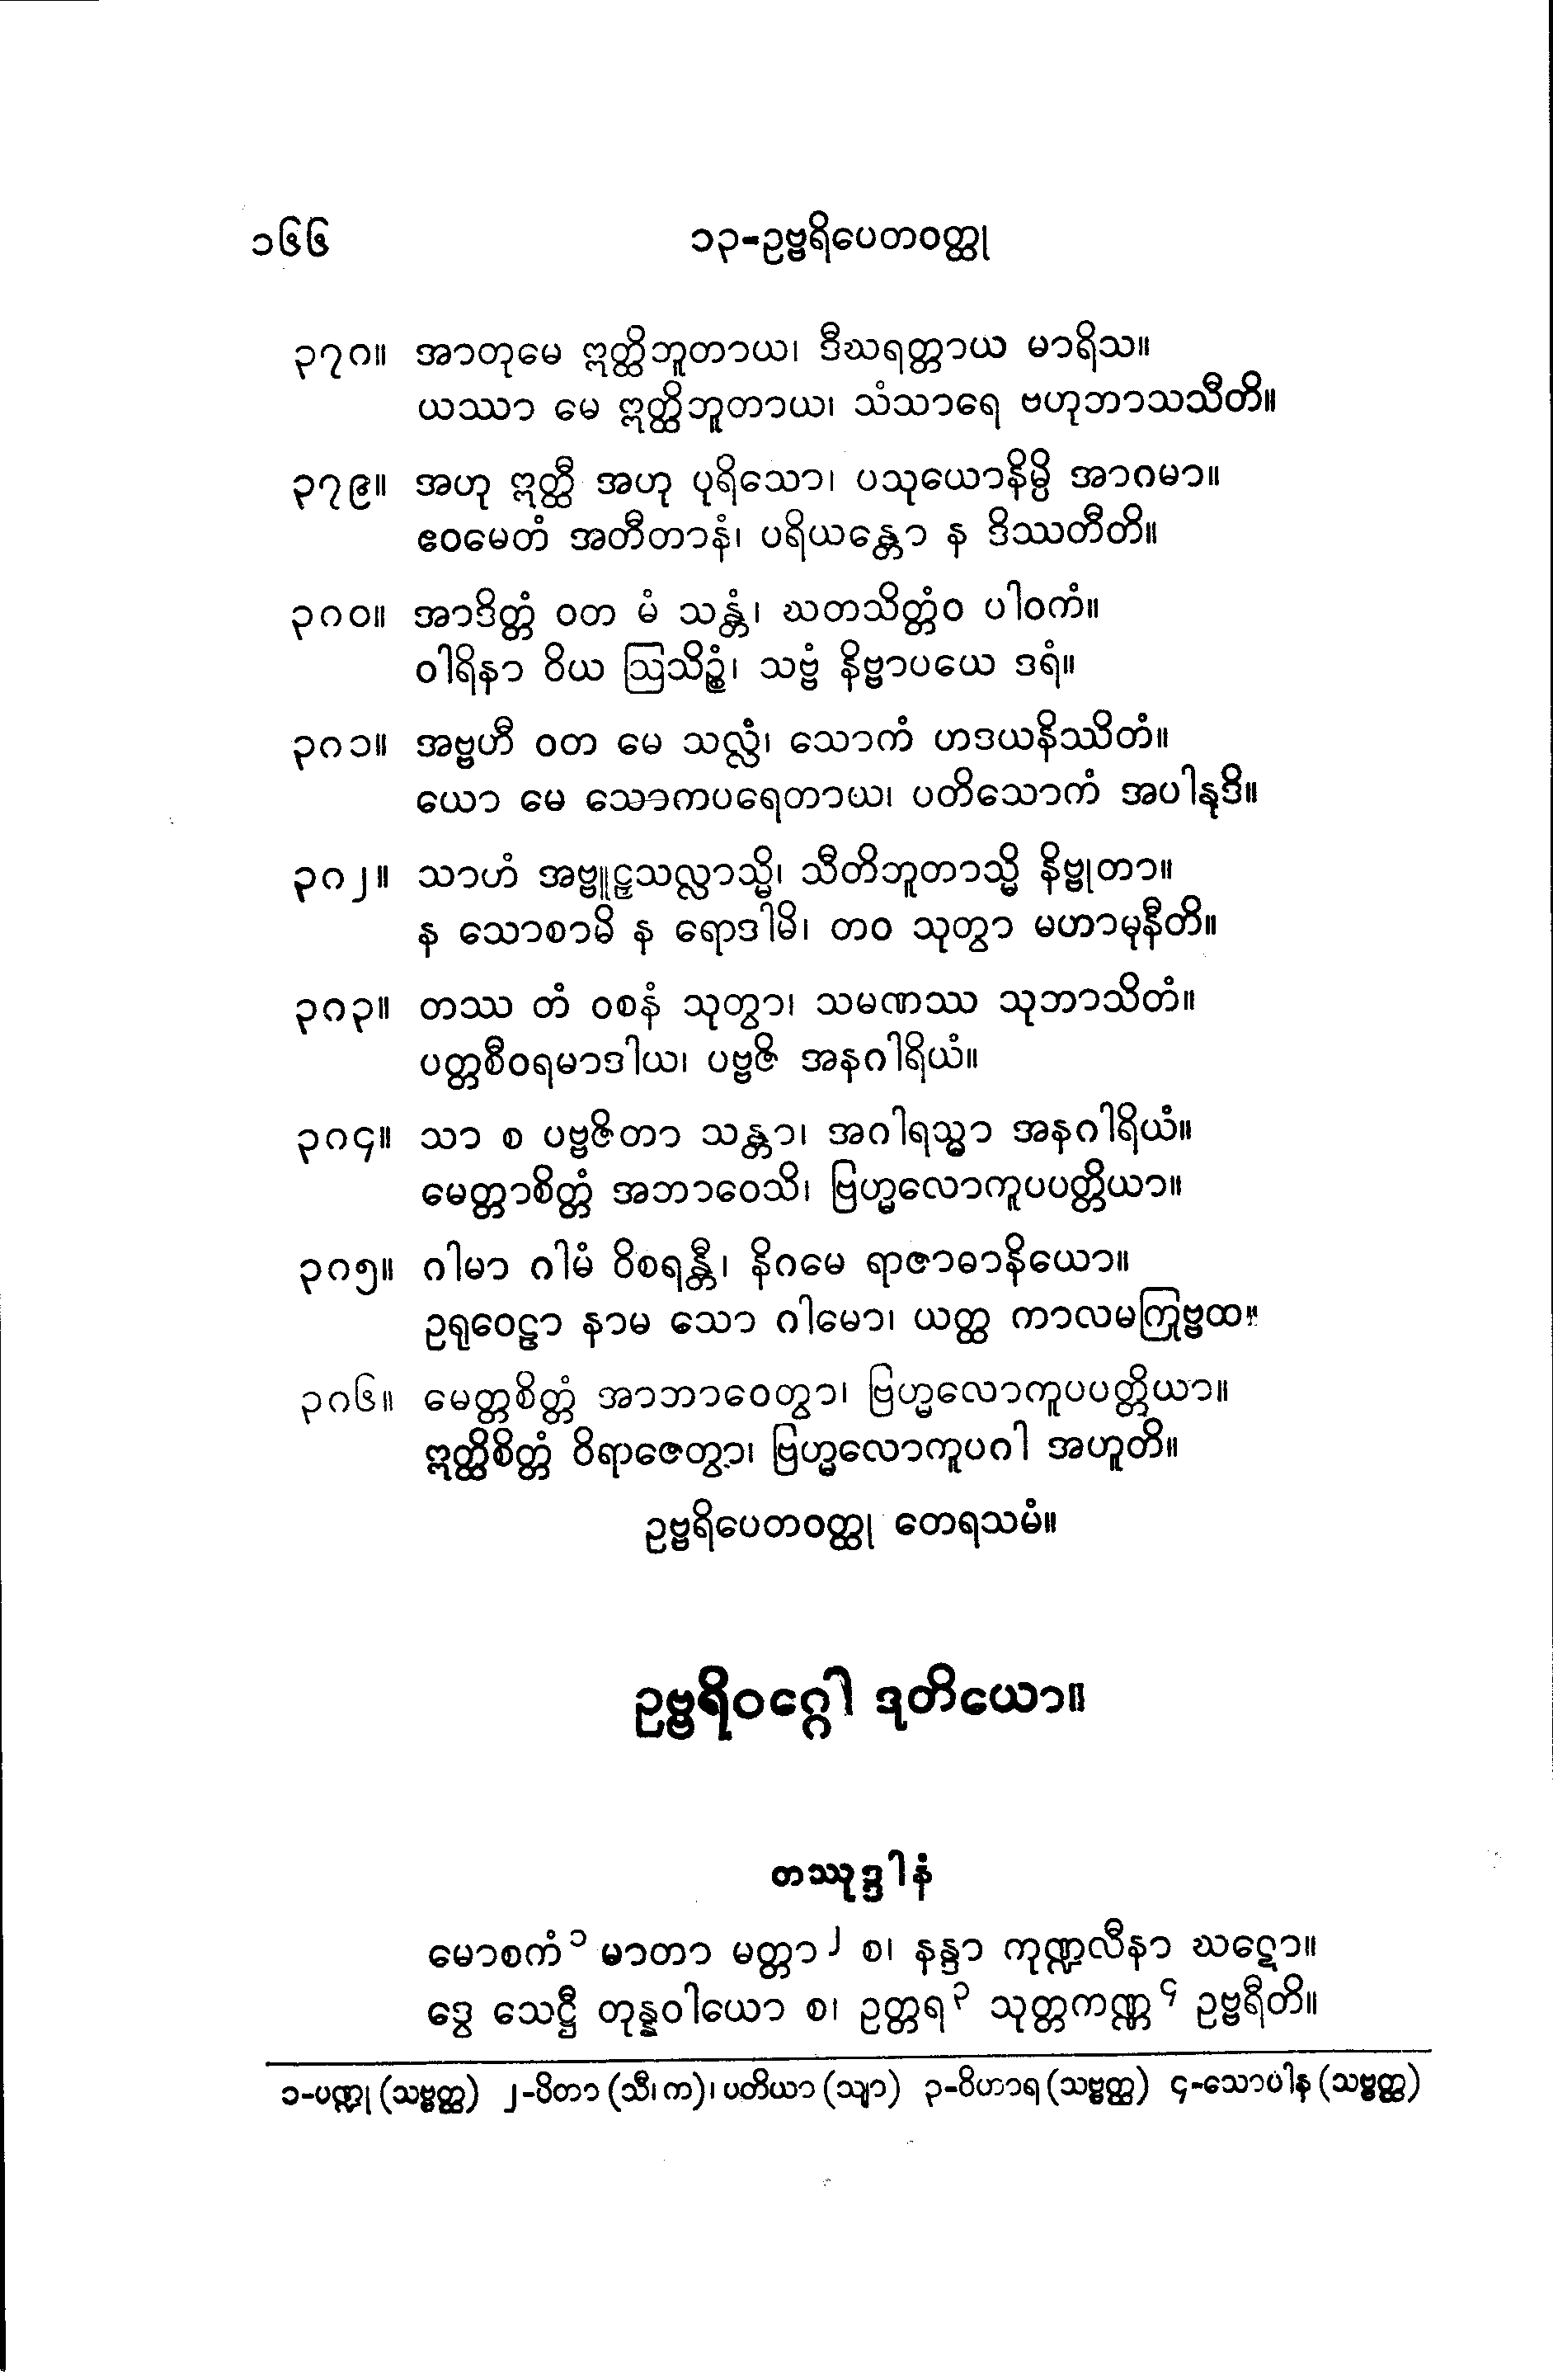 ၁၆၆ ၁၃-ဥဗ္ဗရိပေတဝတ္ထု
၃၇၈။ အာတုမေ ဣတ္ထိဘူတာယ၊ ဒီဃရတ္တာယ မာရိသ။
ယဿာ မေ ဣတ္ထိဘူတာယ၊ သံသာရေ ဗဟုဘာသသီတိ။
၃၇၉။ အဟု ဣတ္ထီ အဟု ပုရိသော၊ ပသုယောနိမ္ပိ အာဂမာ။
ဧဝမေတံ အတီတာနံ၊ ပရိယန္တော န ဒိဿတီတိ။
၃၈၀။ အာဒိတ္တံ ဝတ မံ သန္တံ၊ ဃတသိတ္တံဝ ပါဝကံ။
ဝါရိနာ ဝိယ ဩသိဉ္စံ၊ သဗ္ဗံ နိဗ္ဗာပယေ ဒရံ။
၃၈၁။ အဗ္ဗဟီ ဝတ မေ သလ္လံ၊ သောကံ ဟဒယနိဿိတံ။
ယော မေ သောကပရေတာယ၊ ပတိသောကံ အပါနုဒိ။
၃၈၂။ သာဟံ အဗ္ဗူဠှသလ္လာသ္မိ၊ သီတိဘူတာသ္မိ နိဗ္ဗုတာ။
န သောစာမိ န ရောဒါမိ၊ တဝ သုတွာ မဟာမုနီတိ။
၃၈၃။ တဿ တံ ဝစနံ သုတွာ၊ သမဏဿ သုဘာသိတံ။
ပတ္တစီဝရမာဒါယ၊ ပဗ္ဗဇိ အနဂါရိယံ။
၃၈၄။ သာ စ ပဗ္ဗဇိတာ သန္တာ၊ အဂါရသ္မာ အနဂါရိယံ။
မေတ္တာစိတ္တံ အဘာဝေသိ၊ ဗြဟ္မလောကူပပတ္တိယာ။
၃၈၅။ ဂါမာ ဂါမံ ဝိစရန္တီ၊ နိဂမေ ရာဇာဓာနိယော။
ဥရုဝေဠာ နာမ သော ဂါမော၊ ယတ္ထ ကာလမကြုဗ္ဗထ။
၃၈၆။ မေတ္တစိတ္တံ အာဘာဝေတွာ၊ ဗြဟ္မလောကူပပတ္တိယာ။
ဣတ္ထိစိတ္တံ ဝိရာဇေတွာ၊ ဗြဟ္မလောကူပဂါ အဟူတိ။
ဥဗ္ဗရိပေတဝတ္ထု တေရသမံ။
ဥဗ္ဗရိဝဂ္ဂေါ ဒုတိယော။
တဿုဒ္ဒါနံ
မောစကံ ၁ မာတာ မတ္တာ ၂ စ၊ နန္ဒာ ကုဏ္ဍလီနာ ဃဋော။
ဒွေ သေဋ္ဌီ တုန္နဝါယော စ၊ ဥတ္တရ ၃ သုတ္တကဏ္ဏ ၄ ဥဗ္ဗရီတိ။
၁-ပဏ္ဍု (သဗ္ဗတ္ထ) ၂-ပိတာ (သီ၊ က)၊ ပတိယာ (သျာ) ၃-ဝိဟာရ (သဗ္ဗတ္ထ) ၄-သောပါန (သဗ္ဗတ္ထ)